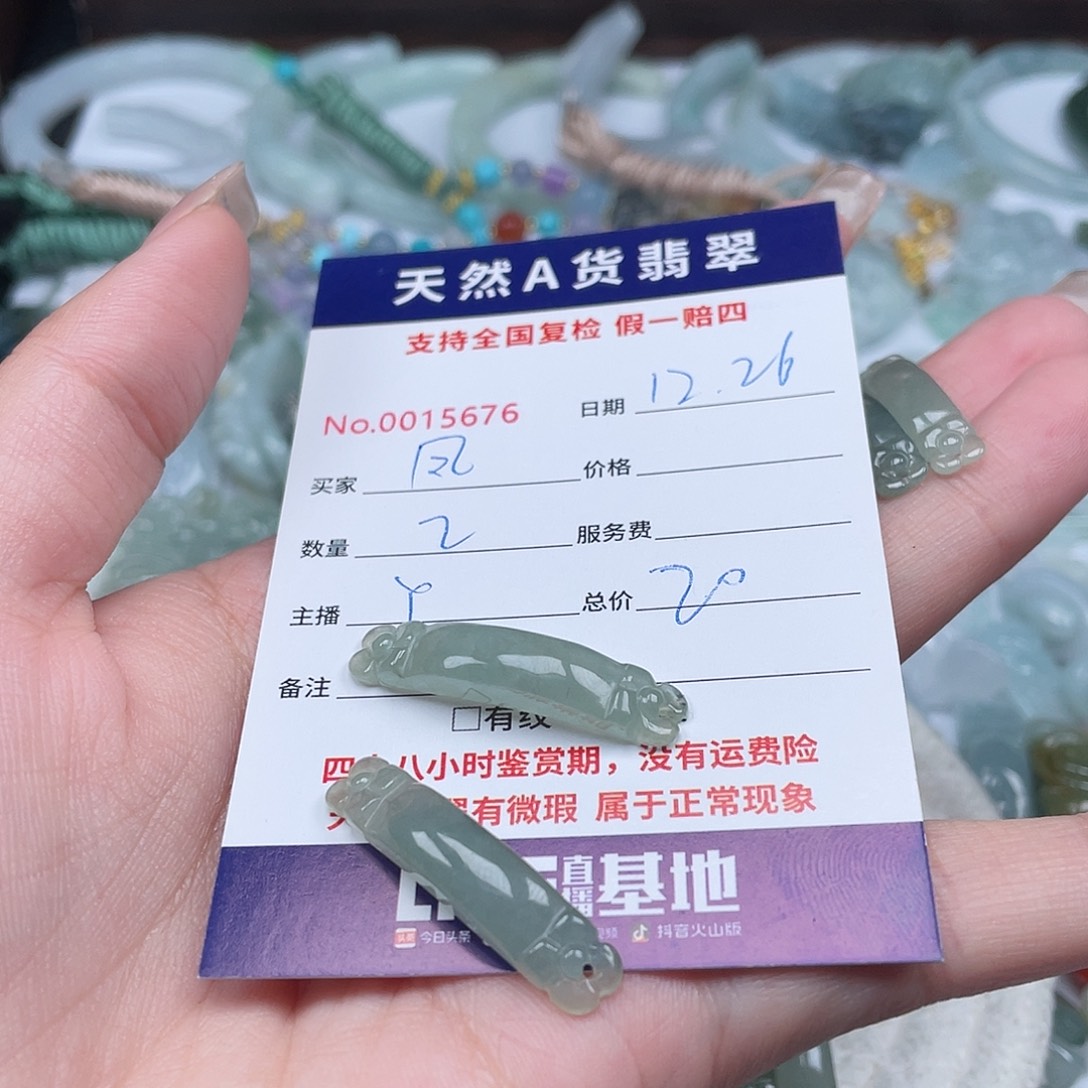 天然A货翡翠
支持全国复检 假一赔四
No.0015676 日期 12.26
买家 凤 价格
数量 2 服务费
主播 Y 总价 20
备注
□有纹
四 八小时鉴赏期，没有运费险
有微瑕 属于正常现象
直播基地
今日头条 抖音火山版